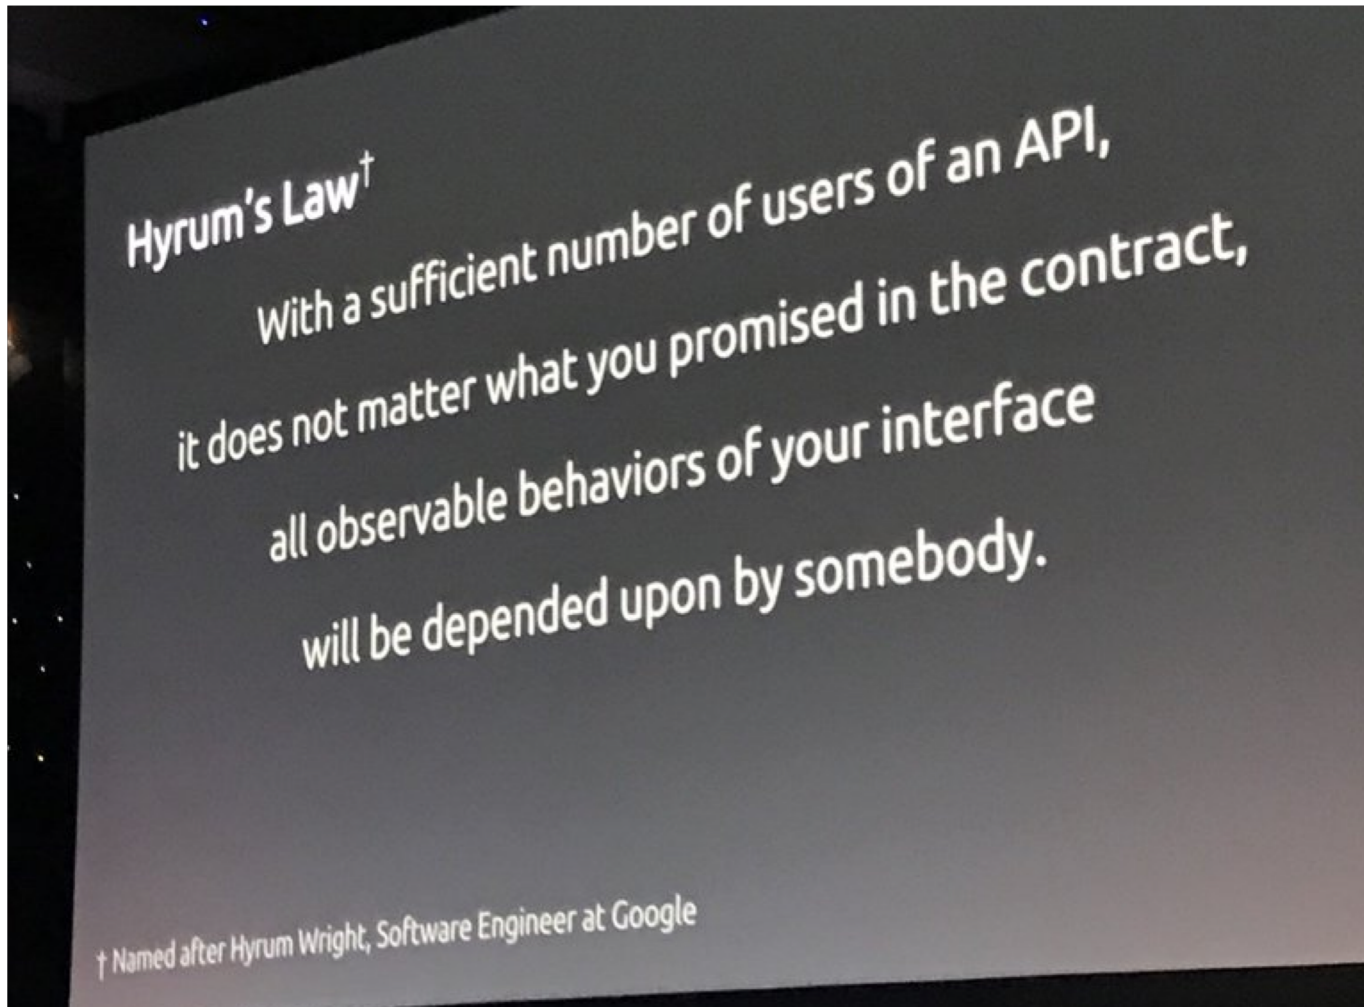 Hyrum's Law†
With a sufficient number of users of an API,
it does not matter what you promised in the contract,
all observable behaviors of your interface
will be depended upon by somebody.
† Named after Hyrum Wright, Software Engineer at Google